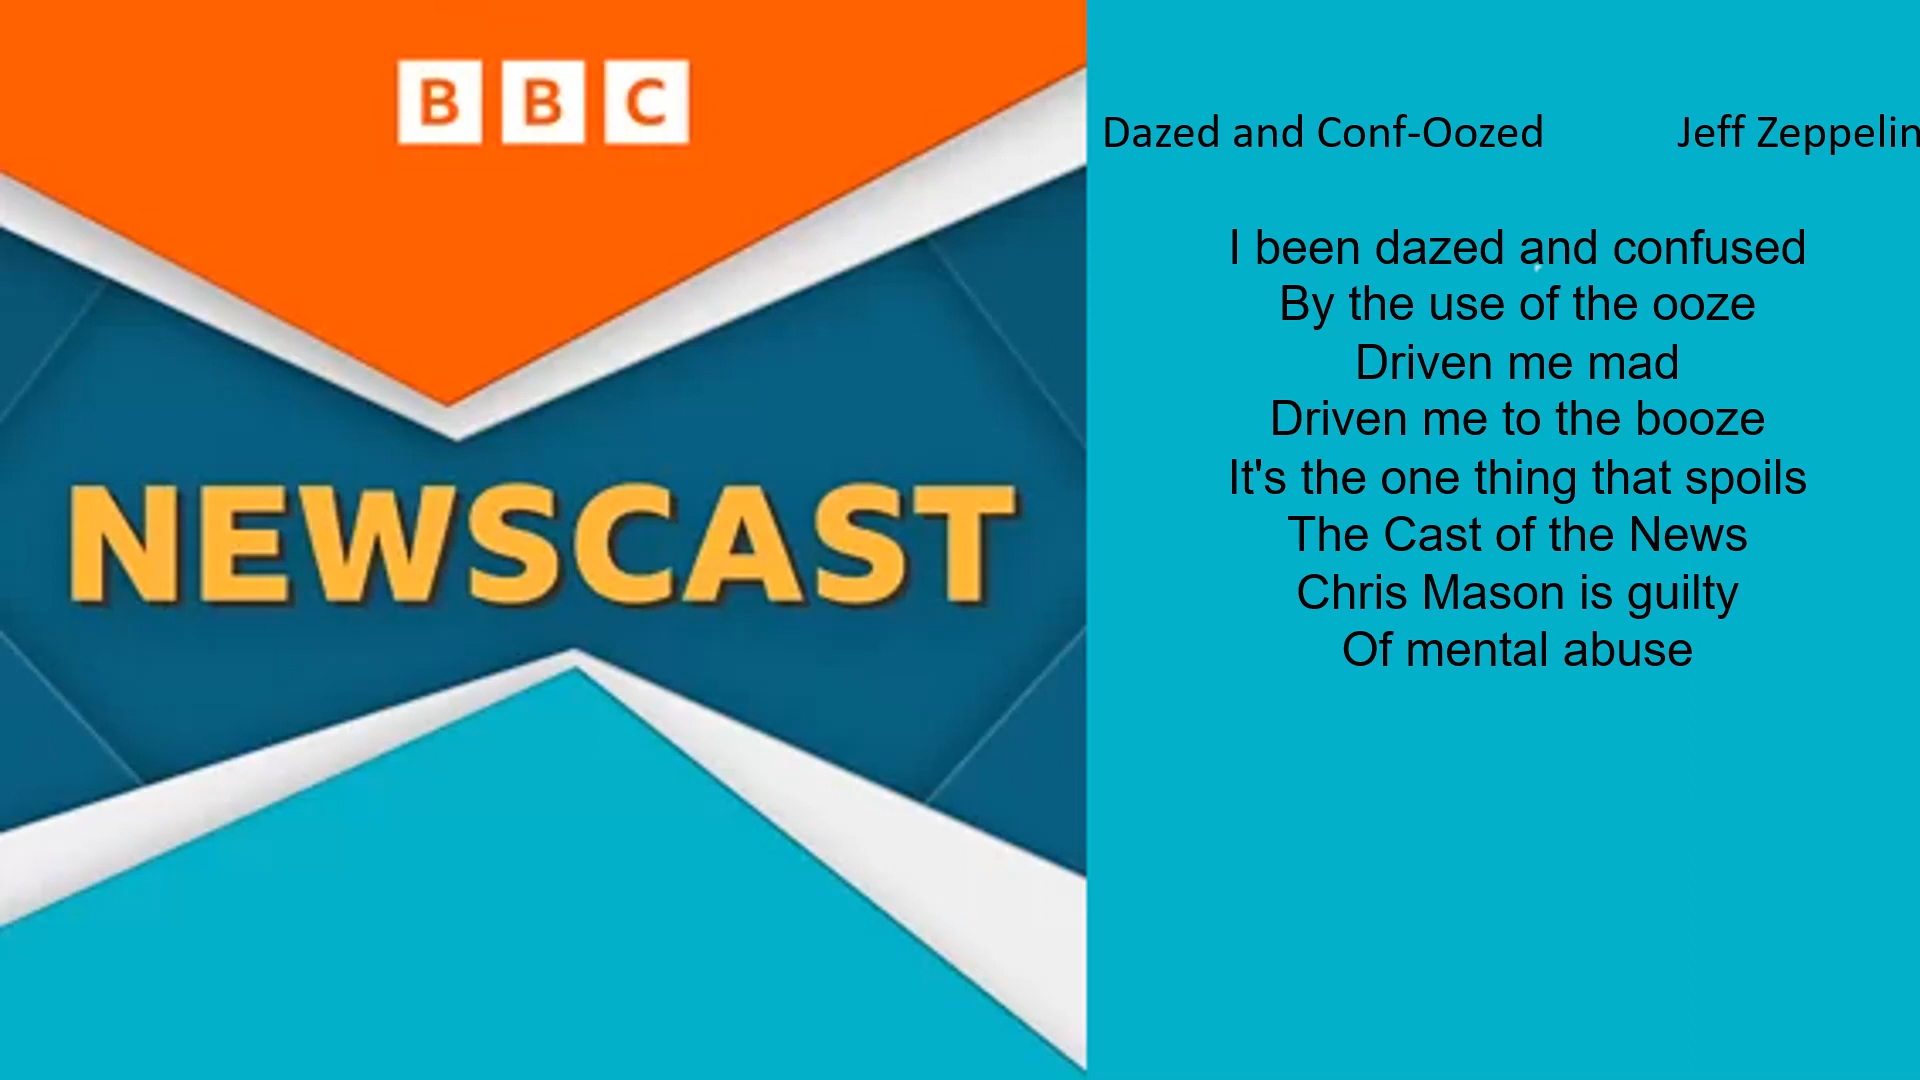 BBC
NEWSCAST
Dazed and Conf-Oozed Jeff Zeppelin
I been dazed and confused
By the use of the ooze
Driven me mad
Driven me to the booze
It's the one thing that spoils
The Cast of the News
Chris Mason is guilty
Of mental abuse